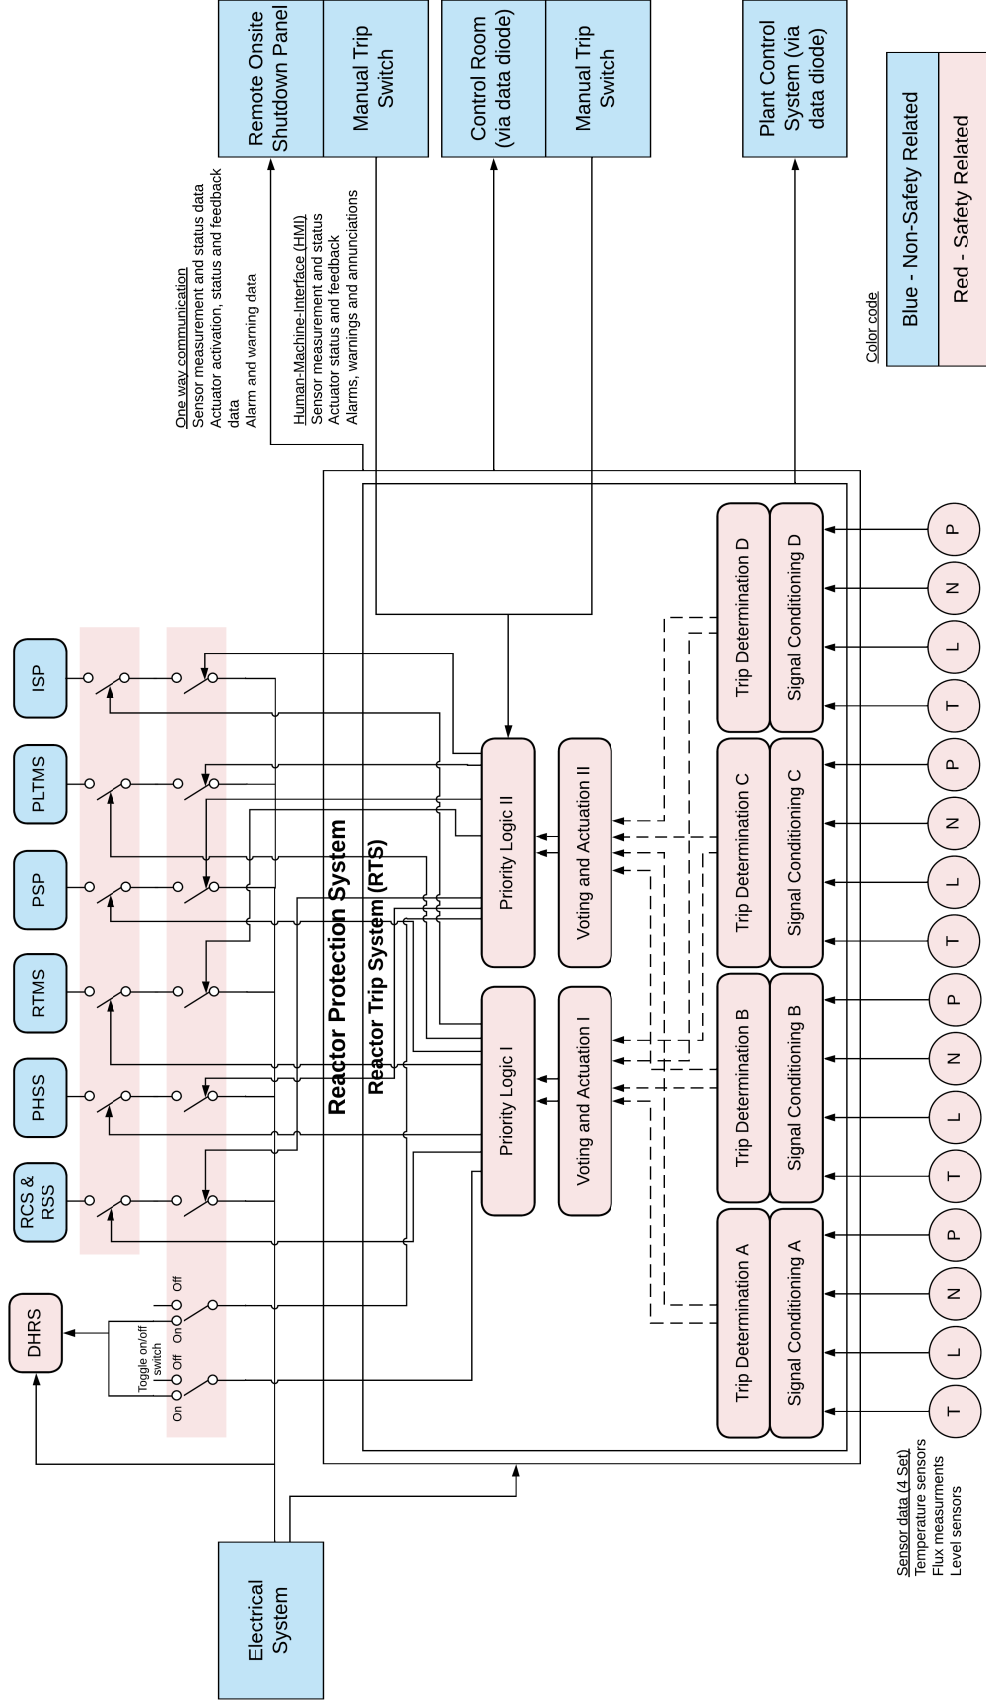 Electrical
System
DHRS
RCS &
RSS
PHSS
RTMS
PSP
PLTMS
ISP
On
Off
Toggle on/off
switch
On
Off
One way communication
Sensor measurement and status data
Actuator activation, status and feedback
data
Alarm and warning data
Human-Machine-Interface (HMI)
Sensor measurement and status
Actuator status and feedback
Alarms, warnings and annunciations
Remote Onsite
Shutdown Panel
Manual Trip
Switch
Control Room
(via data diode)
Manual Trip
Switch
Plant Control
System (via
data diode)
Reactor Protection System
Reactor Trip System (RTS)
Priority Logic I
Priority Logic II
Voting and Actuation I
Voting and Actuation II
Trip Determination A
Trip Determination B
Trip Determination C
Trip Determination D
Signal Conditioning A
Signal Conditioning B
Signal Conditioning C
Signal Conditioning D
Sensor data (4 Set)
Temperature sensors
Flux measurments
Level sensors
T L N P T L N P T L N P T L N P
Color code
Blue - Non-Safety Related
Red - Safety Related